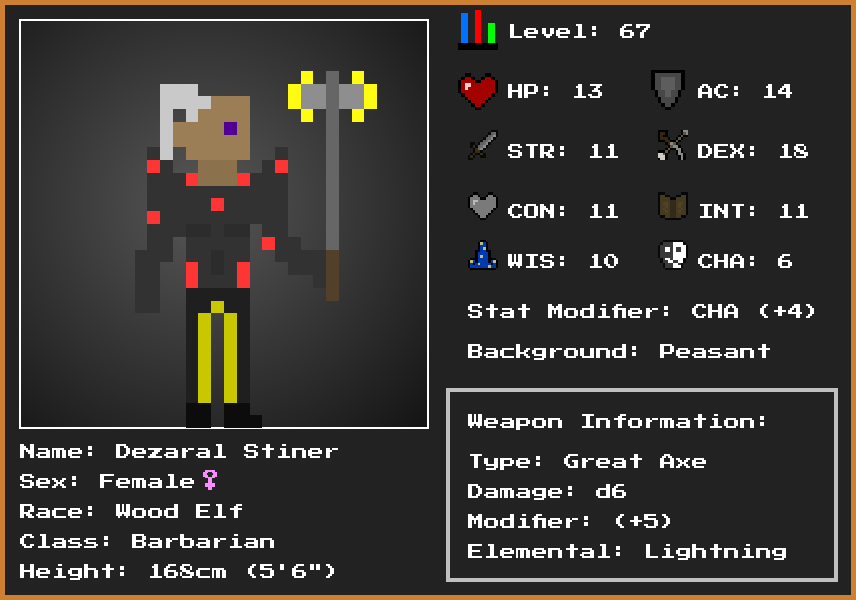 Level: 67
HP: 13 AC: 14
STR: 11 DEX: 18
CON: 11 INT: 11
WIS: 10 CHA: 6
Stat Modifier: CHA (+4)
Background: Peasant
Weapon Information:
Type: Great Axe
Damage: d6
Modifier: (+5)
Elemental: Lightning
Name: Dezaral Stiner
Sex: Female♀
Race: Wood Elf
Class: Barbarian
Height: 168cm (5'6")